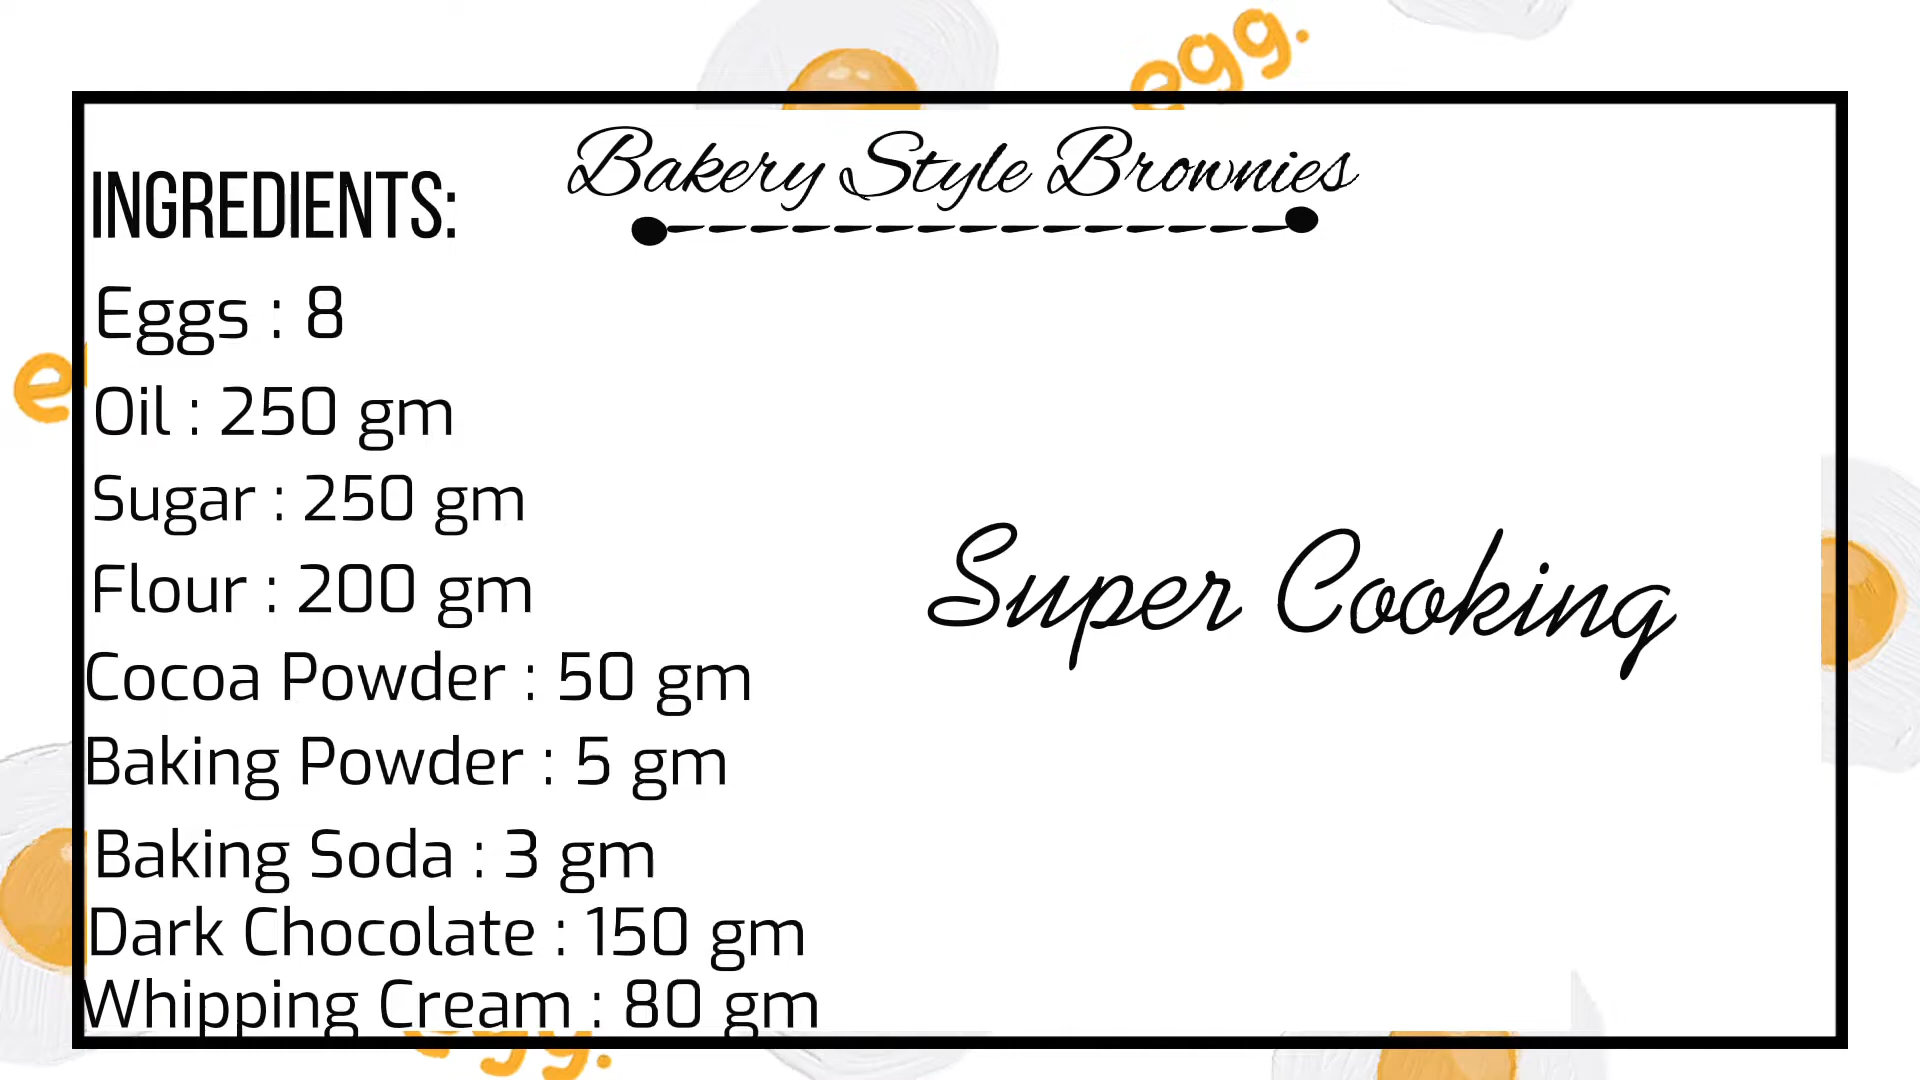 egg.
Bakery Style Brownies
INGREDIENTS:
Eggs : 8
Oil : 250 gm
Sugar : 250 gm
Flour : 200 gm
Super Cooking
Cocoa Powder : 50 gm
Baking Powder : 5 gm
Baking Soda : 3 gm
Dark Chocolate : 150 gm
Whipping Cream : 80 gm
egg.